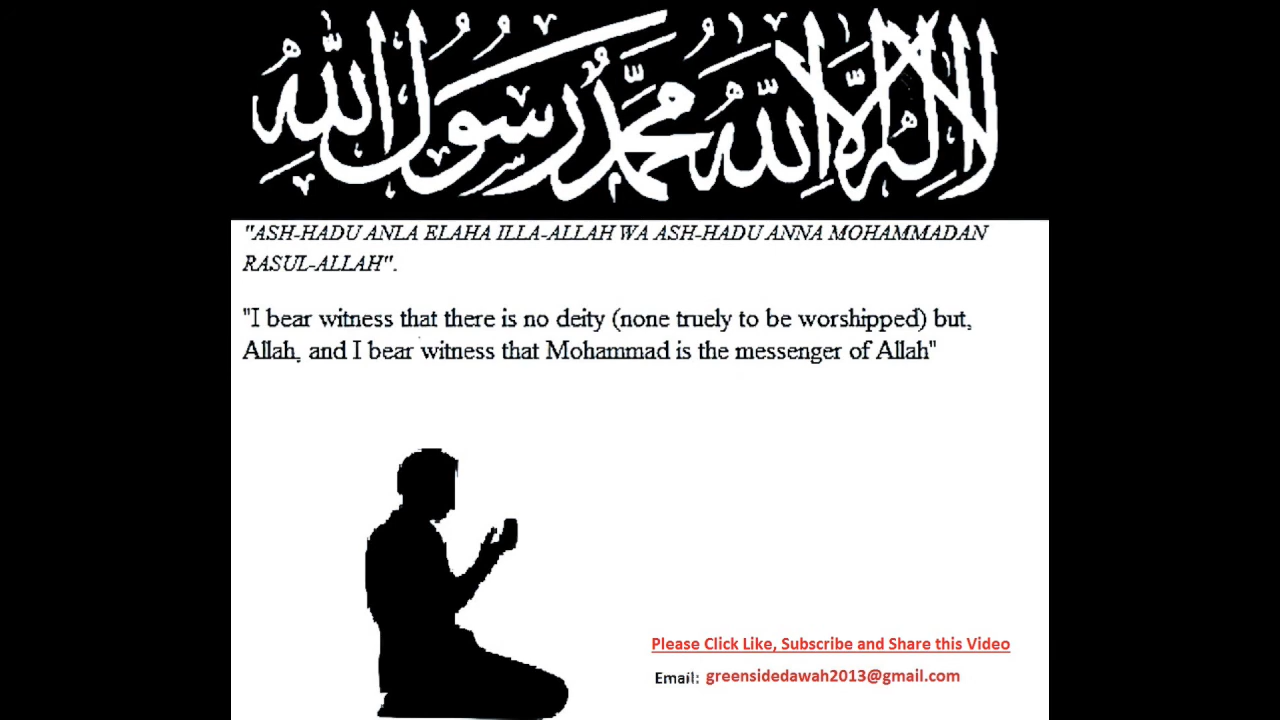 لا إله إلا الله محمد رسول الله
"ASH-HADU ANLA ELAHA ILLA-ALLAH WA ASH-HADU ANNA MOHAMMADAN
RASUL-ALLAH".
"I bear witness that there is no deity (none truely to be worshipped) but,
Allah, and I bear witness that Mohammad is the messenger of Allah"
Please Click Like, Subscribe and Share this Video
Email: greensidedawah2013@gmail.com